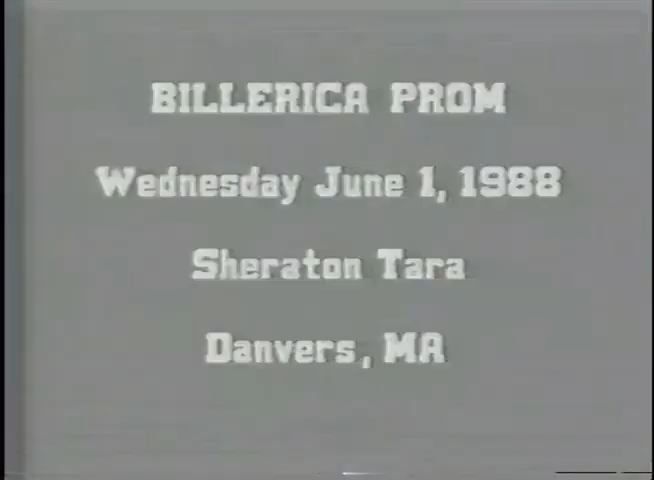 BILLERICA PROM
Wednesday June 1, 1988
Sheraton Tara
Danvers, MA